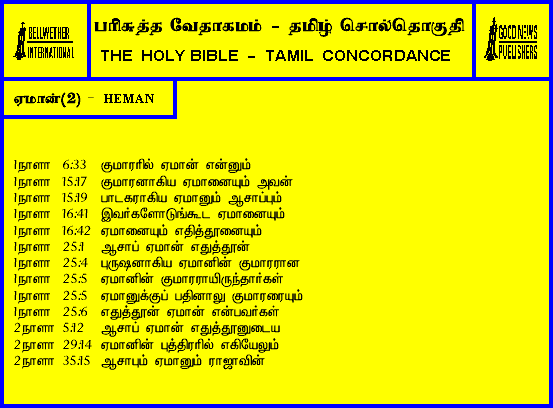 BELLWETHER
INTERNATIONAL
பரிசுத்த வேதாகமம் - தமிழ் சொல்தொகுதி
THE HOLY BIBLE - TAMIL CONCORDANCE
GOOD NEWS
PUBLISHERS
ஏமான்(2) - HEMAN
1நாளா 6:33 குமாரரில் ஏமான் என்னும்
1நாளா 15:17 குமாரனாகிய ஏமானையும் அவன்
1நாளா 15:19 பாடகராகிய ஏமானும் ஆசாப்பும்
1நாளா 16:41 இவர்களோடுங்கூட ஏமானையும்
1நாளா 16:42 ஏமானையும் எதித்தூனையும்
1நாளா 25:1 ஆசாப் ஏமான் எதுத்தூன்
1நாளா 25:4 புருஷனாகிய ஏமானின் குமாரரான
1நாளா 25:5 ஏமானின் குமாரராயிருந்தார்கள்
1நாளா 25:5 ஏமானுக்குப் பதினாலு குமாரரையும்
1நாளா 25:6 எதுத்தூன் ஏமான் என்பவர்கள்
2நாளா 5:12 ஆசாப் ஏமான் எதுத்தூனுடைய
2நாளா 29:14 ஏமானின் புத்திரரில் எகியேலும்
2நாளா 35:15 ஆசாபும் ஏமானும் ராஜாவின்